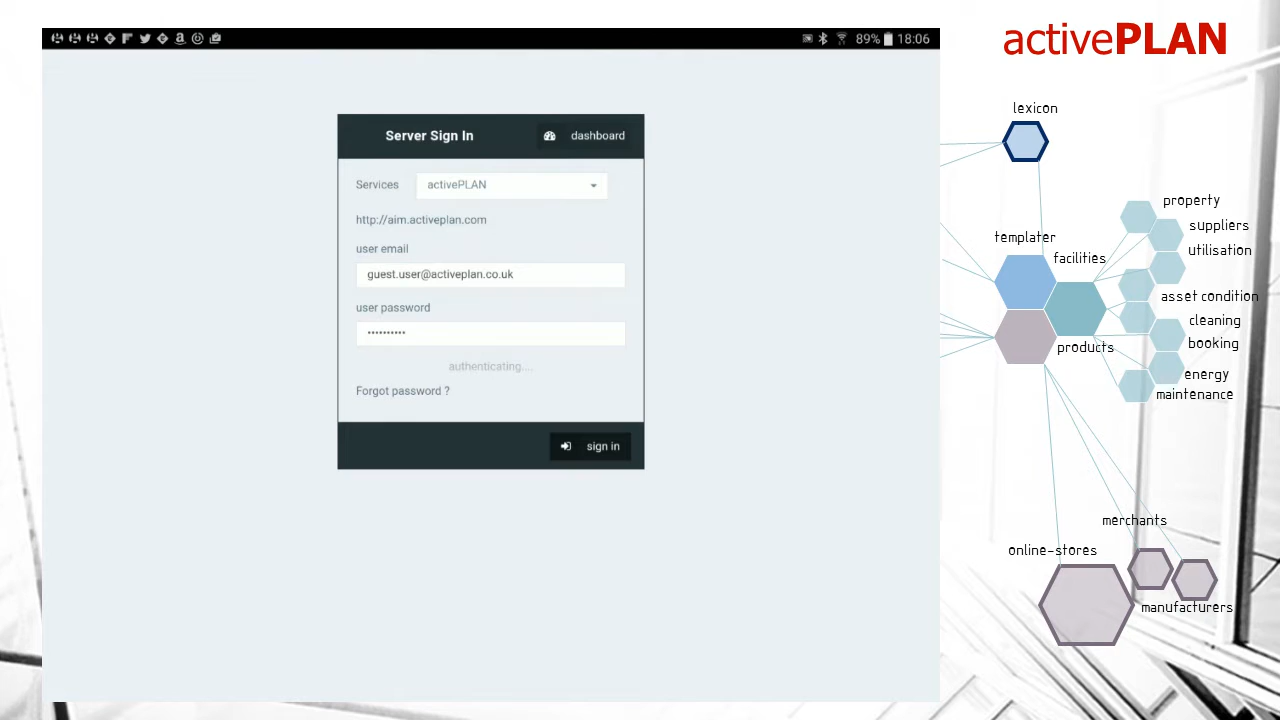 89% 18:06
activePLAN
Server Sign In
dashboard
Services
activePLAN
http://aim.activeplan.com
user email
guest.user@activeplan.co.uk
user password
••••••••••
authenticating....
Forgot password ?
sign in
lexicon
property
suppliers
templater
utilisation
facilities
asset condition
cleaning
booking
products
energy
maintenance
merchants
online-stores
manufacturers